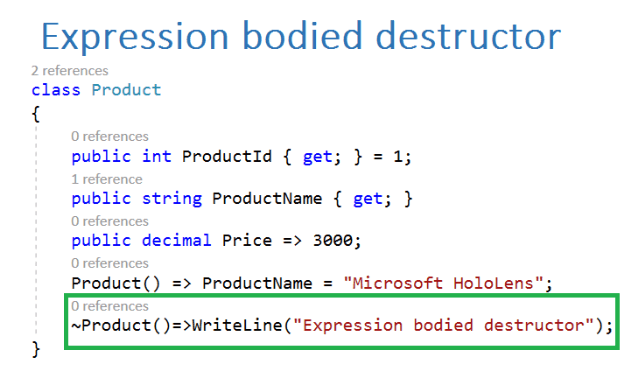 Expression bodied destructor
2 references
class Product
{
0 references
public int ProductId { get; } = 1;
1 reference
public string ProductName { get; }
0 references
public decimal Price => 3000;
0 references
Product() => ProductName = "Microsoft HoloLens";
0 references
~Product()=>WriteLine("Expression bodied destructor");
}